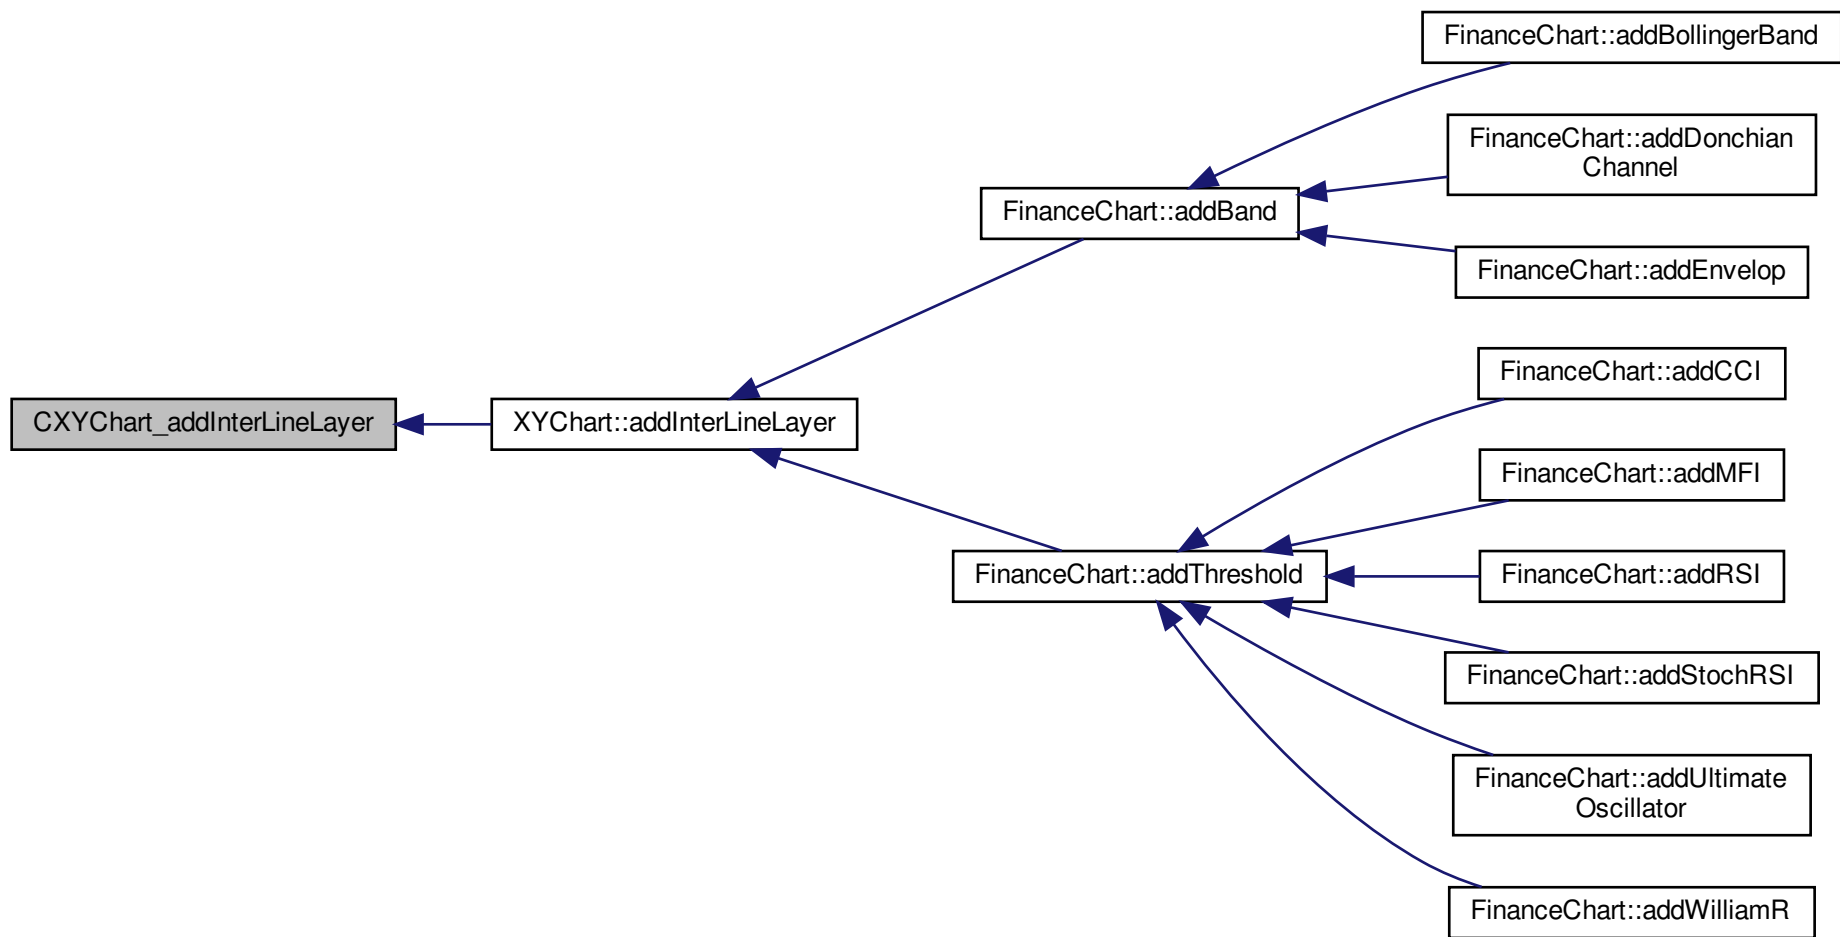 FinanceChart::addBollingerBand
FinanceChart::addDonchian
Channel
FinanceChart::addBand
FinanceChart::addEnvelop
FinanceChart::addCCI
CXYChart_addInterLineLayer
XYChart::addInterLineLayer
FinanceChart::addMFI
FinanceChart::addThreshold
FinanceChart::addRSI
FinanceChart::addStochRSI
FinanceChart::addUltimate
Oscillator
FinanceChart::addWilliamR